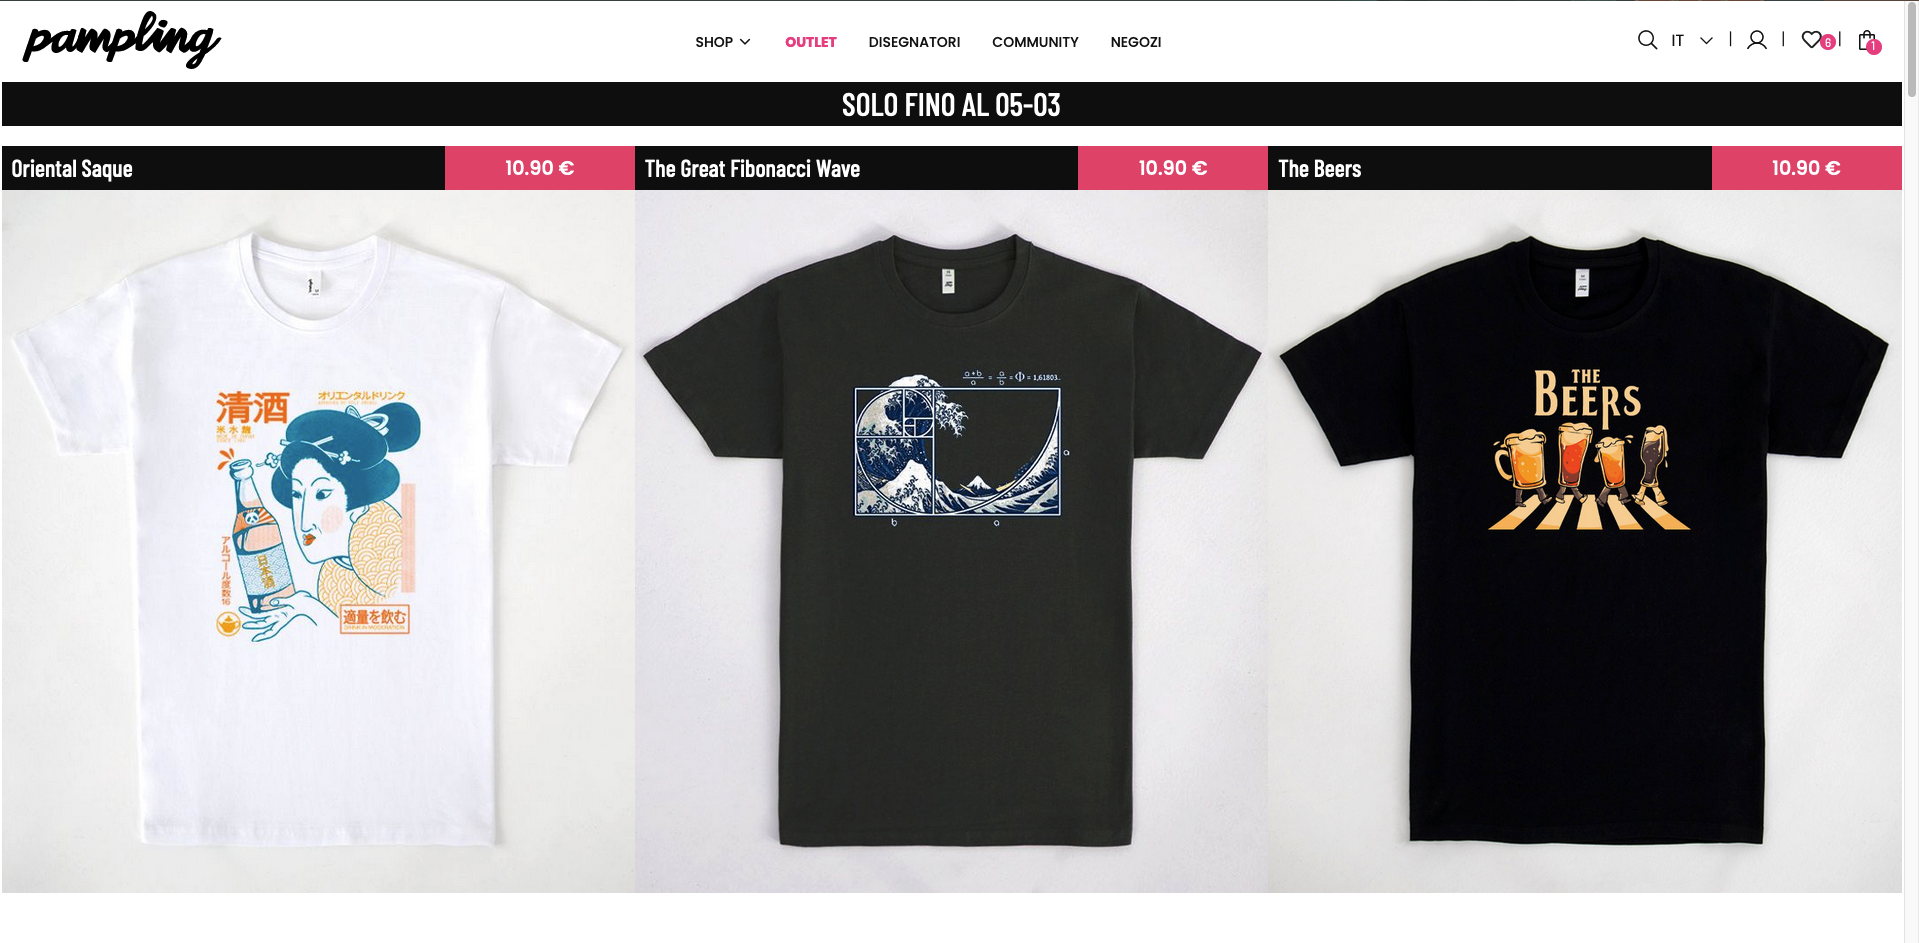 pampling
SHOP
OUTLET
DISEGNATORI
COMMUNITY
NEGOZI
IT
6
1
SOLO FINO AL 05-03
Oriental Saque
10.90 €
The Great Fibonacci Wave
10.90 €
The Beers
10.90 €
清酒
オリエンタルドリンク
米水麹
日本酒
アルコール度数16
適量を飲む
DRINK IN MODERATION
a+b
a
=
a
b
= Φ = 1,61803..
a
b
a
THE
BEERS